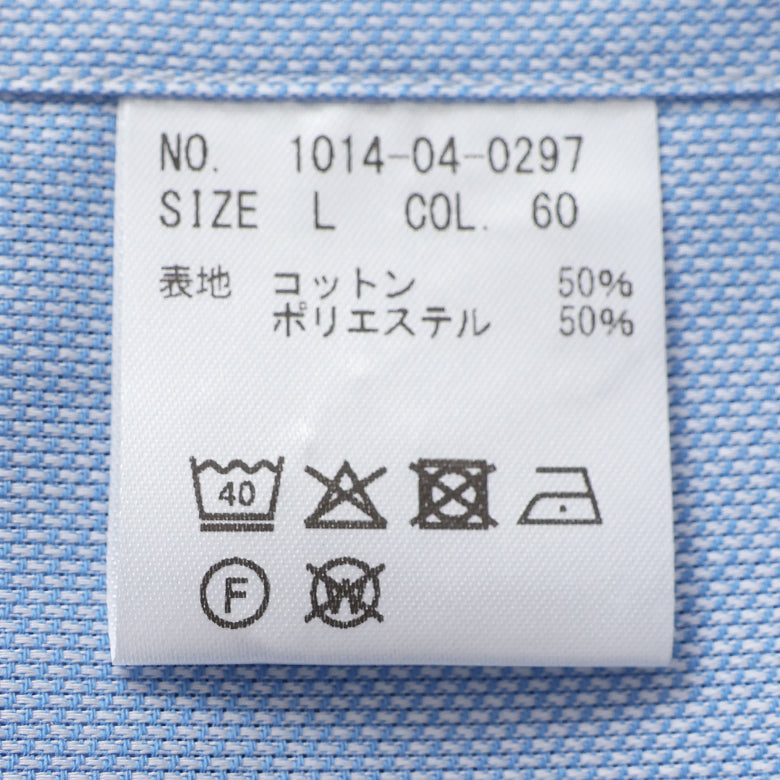 NO. 1014-04-0297
SIZE L COL. 60
表地 コットン 50%
ポリエステル 50%
40
F W